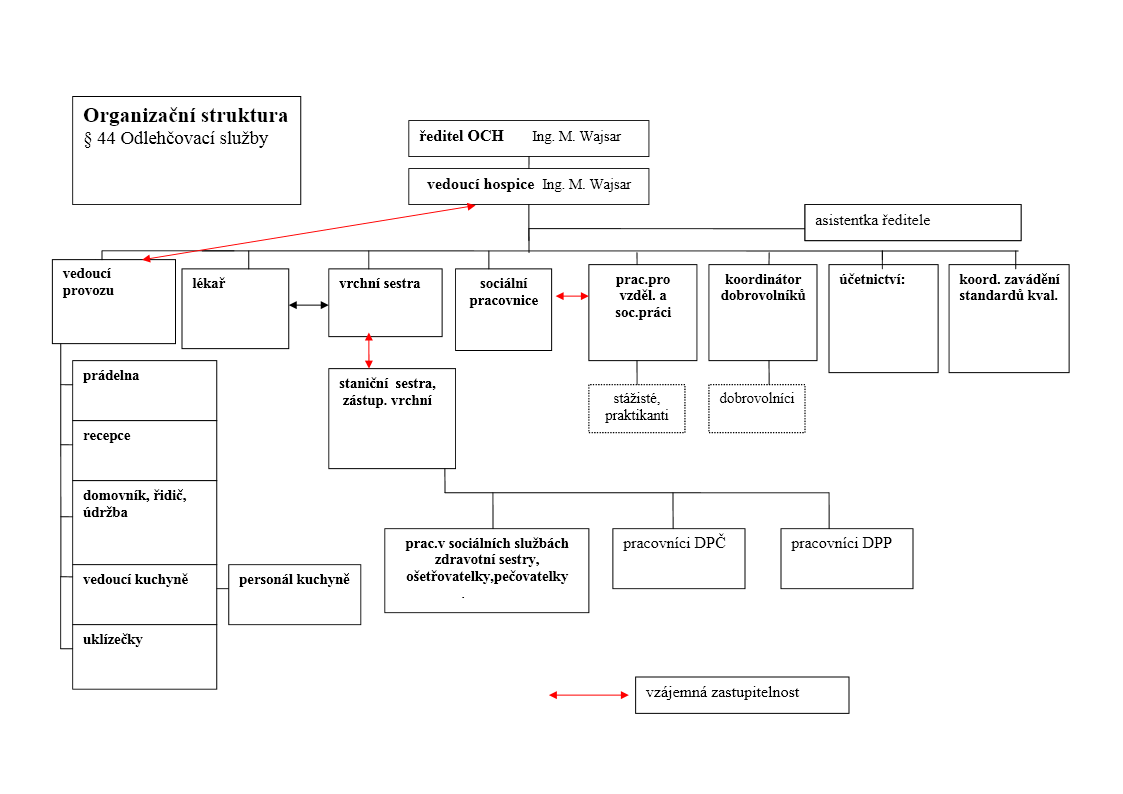 Organizační struktura
§ 44 Odlehčovací služby
ředitel OCH Ing. M. Wajsar
vedoucí hospice Ing. M. Wajsar
asistentka ředitele
vedoucí
provozu
lékař
vrchní sestra
sociální
pracovnice
prac.pro
vzděl. a
soc.práci
koordinátor
dobrovolníků
účetnictví:
koord. zavádění
standardů kval.
prádelna
recepce
domovník, řidič,
údržba
vedoucí kuchyně
personál kuchyně
uklízečky
staniční sestra,
zástup. vrchní
stážisté,
praktikanti
dobrovolníci
prac.v sociálních službách
zdravotní sestry,
ošetřovatelky,pečovatelky
.
pracovníci DPČ
pracovníci DPP
vzájemná zastupitelnost